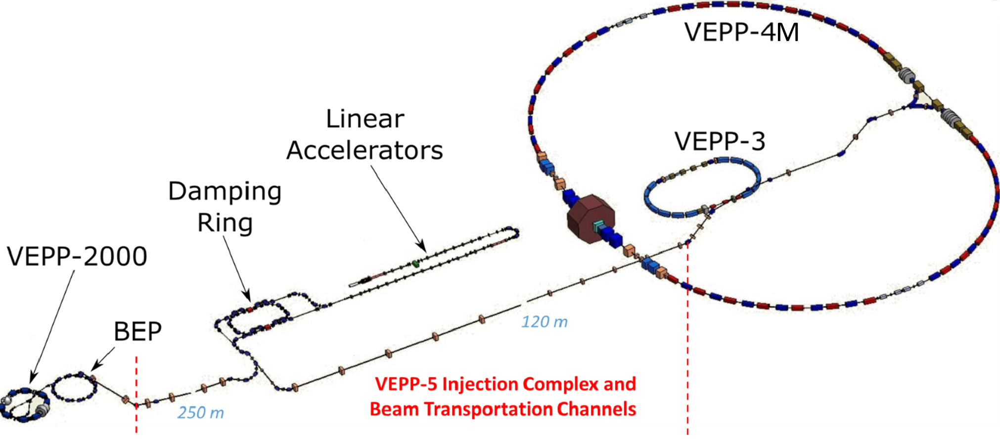 VEPP-4M
Linear
Accelerators
VEPP-3
Damping
Ring
VEPP-2000
BEP
120 m
VEPP-5 Injection Complex and
Beam Transportation Channels
250 m